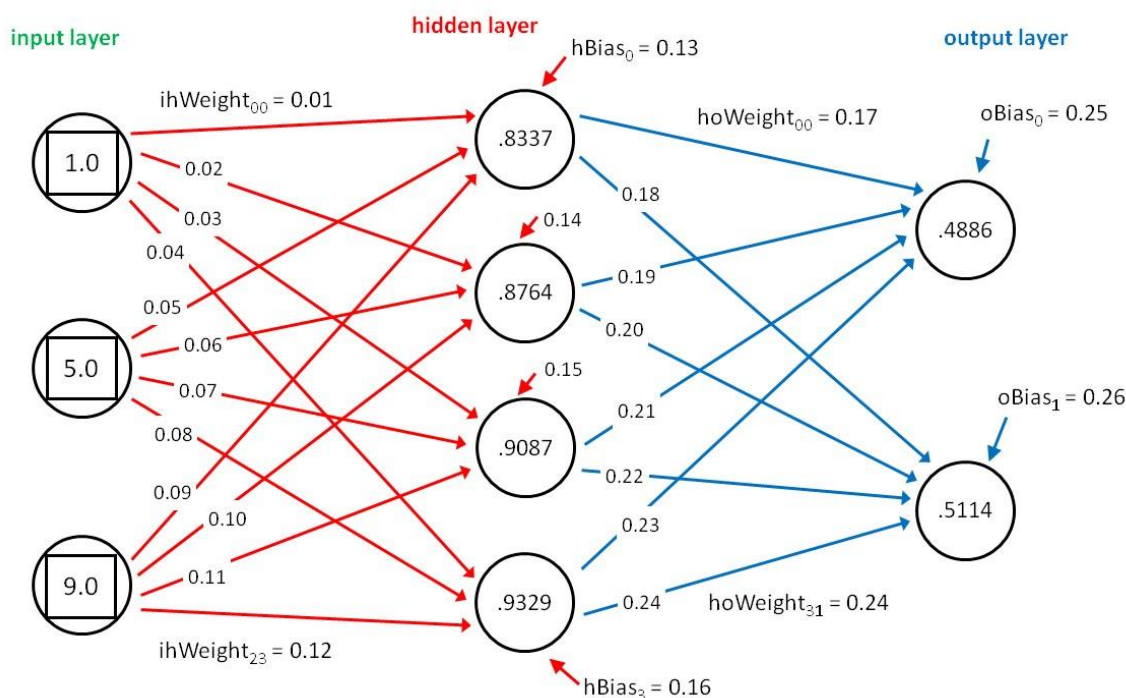 input layer
hidden layer
output layer
hBias₀ = 0.13
ihWeight₀₀ = 0.01
hoWeight₀₀ = 0.17
oBias₀ = 0.25
1.0
.8337
0.02
0.18
0.03
0.14
.4886
0.04
0.19
.8764
0.05
0.20
0.06
5.0
0.15
0.07
oBias₁ = 0.26
0.21
0.08
.9087
0.22
0.09
.5114
0.10
0.23
0.11
9.0
.9329
0.24
hoWeight₃₁ = 0.24
ihWeight₂₃ = 0.12
hBias₃ = 0.16